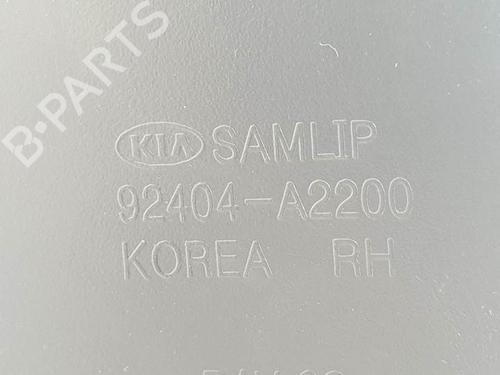 B-PARTS
KIA SAMLIP
92404-A2200
KOREA RH